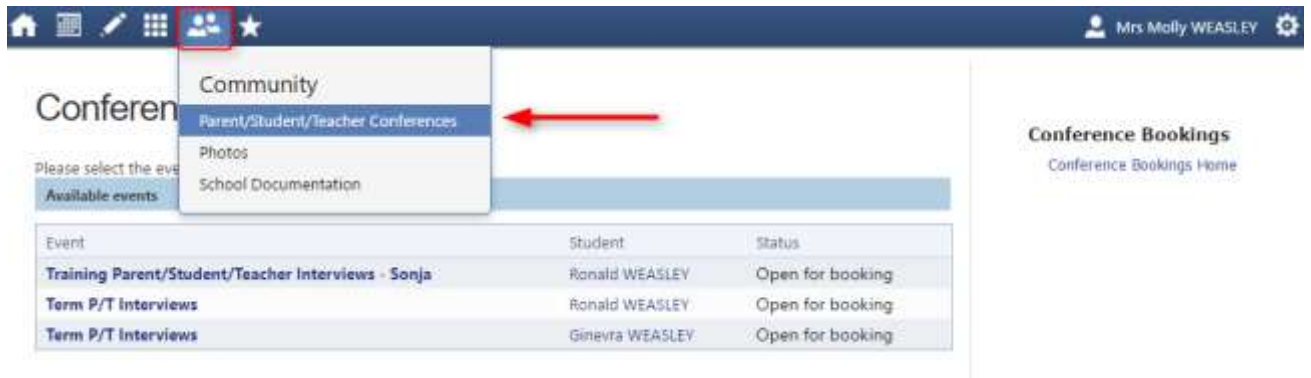 Mrs Molly WEASLEY
Community
Parent/Student/Teacher Conferences
Photos
School Documentation
Conferen
Please select the eve
Available events
Event Student Status
Training Parent/Student/Teacher Interviews - Sonja Ronald WEASLEY Open for booking
Term P/T Interviews Ronald WEASLEY Open for booking
Term P/T Interviews Ginevra WEASLEY Open for booking
Conference Bookings
Conference Bookings Home